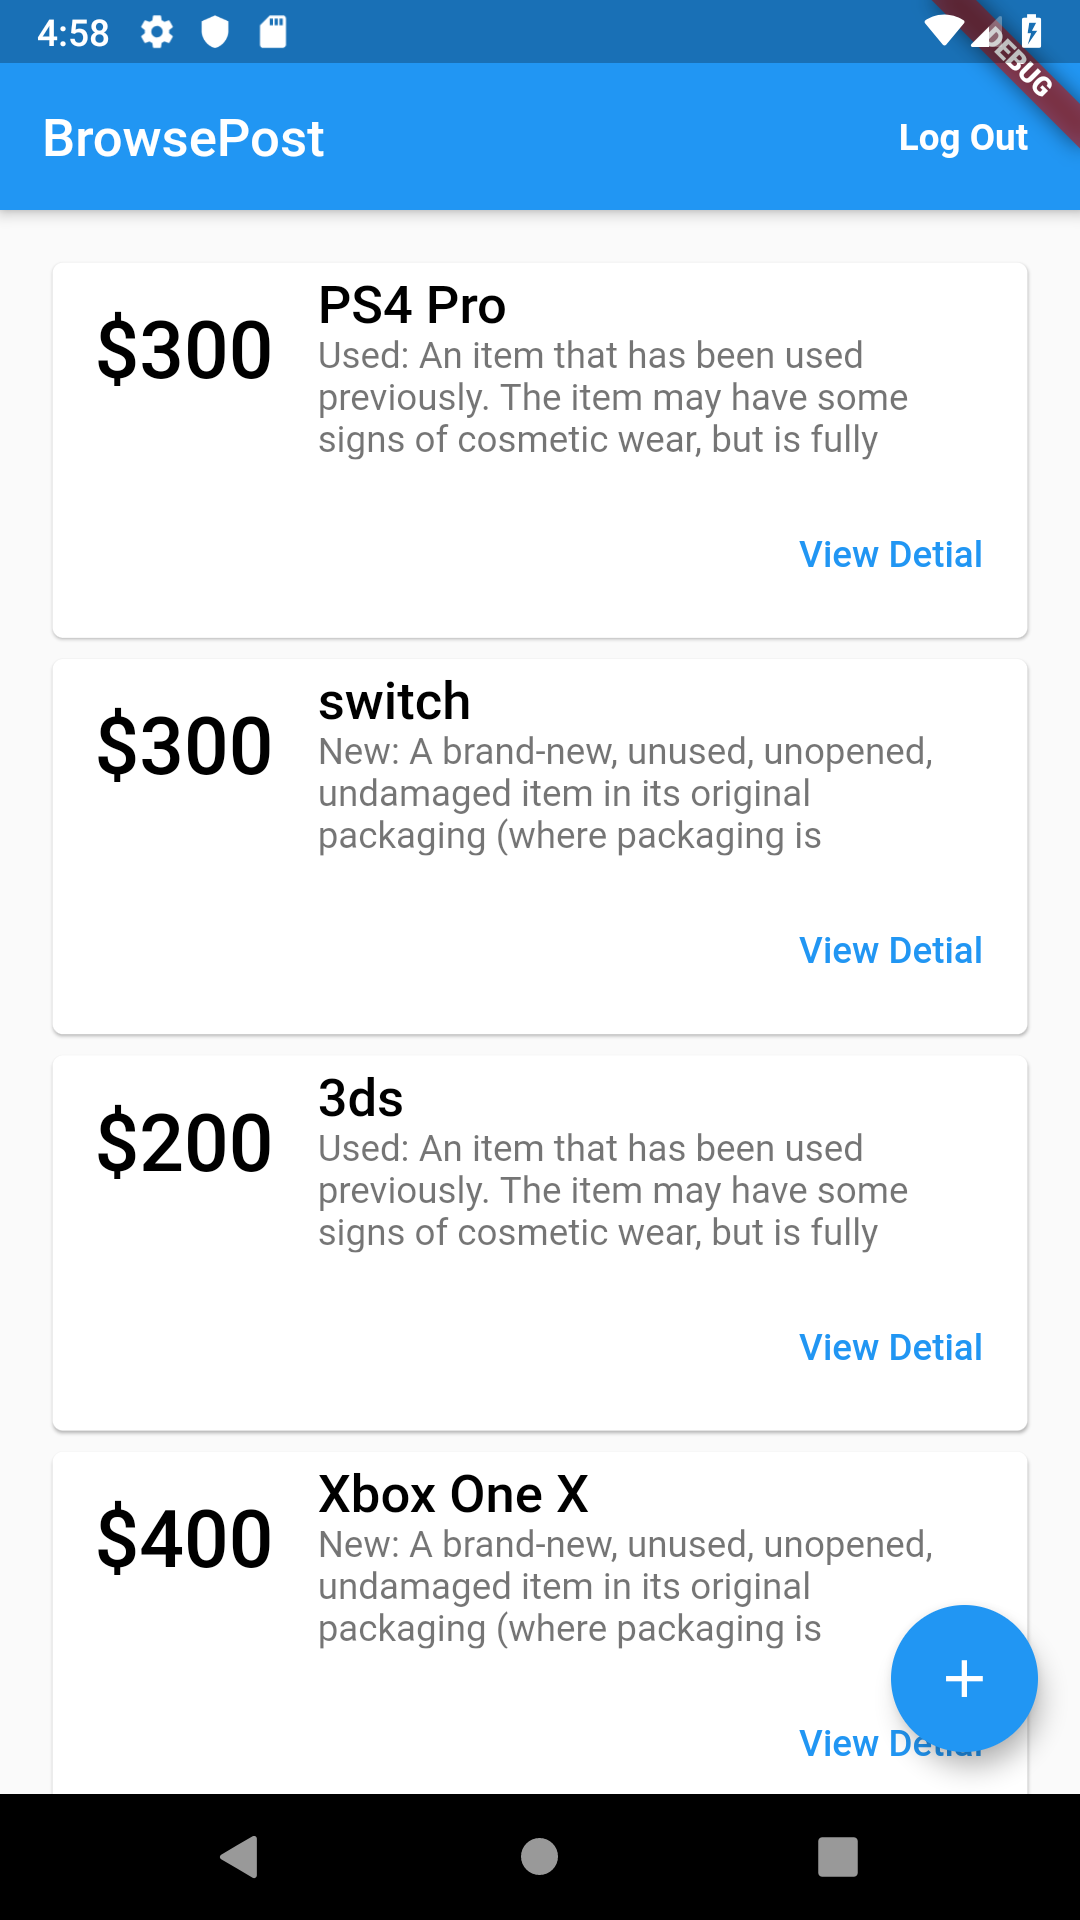 4:58
DEBUG
BrowsePost
Log Out
$300
PS4 Pro
Used: An item that has been used
previously. The item may have some
signs of cosmetic wear, but is fully
View Detial
$300
switch
New: A brand-new, unused, unopened,
undamaged item in its original
packaging (where packaging is
View Detial
$200
3ds
Used: An item that has been used
previously. The item may have some
signs of cosmetic wear, but is fully
View Detial
$400
Xbox One X
New: A brand-new, unused, unopened,
undamaged item in its original
packaging (where packaging is
View Detial